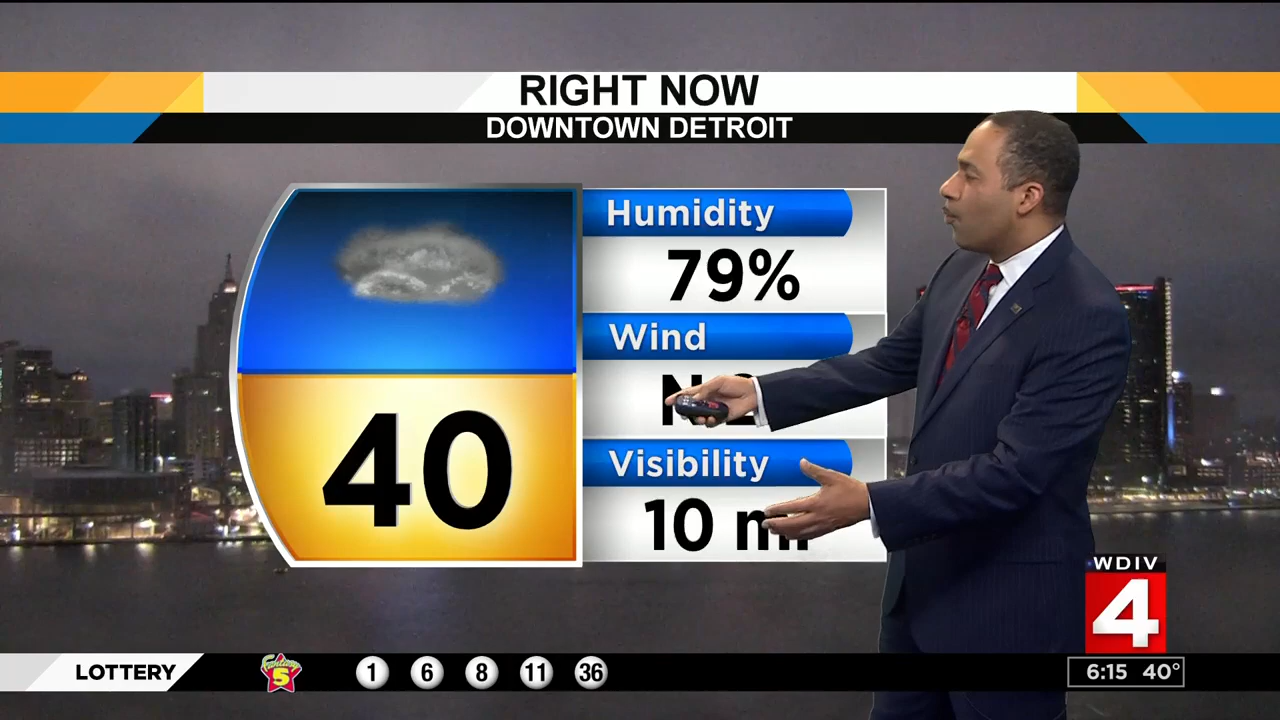 RIGHT NOW
DOWNTOWN DETROIT
Humidity
79%
Wind
40
Visibility
10
WDIV
4
LOTTERY Fantasy 5 1 6 8 11 36
6:15 40°